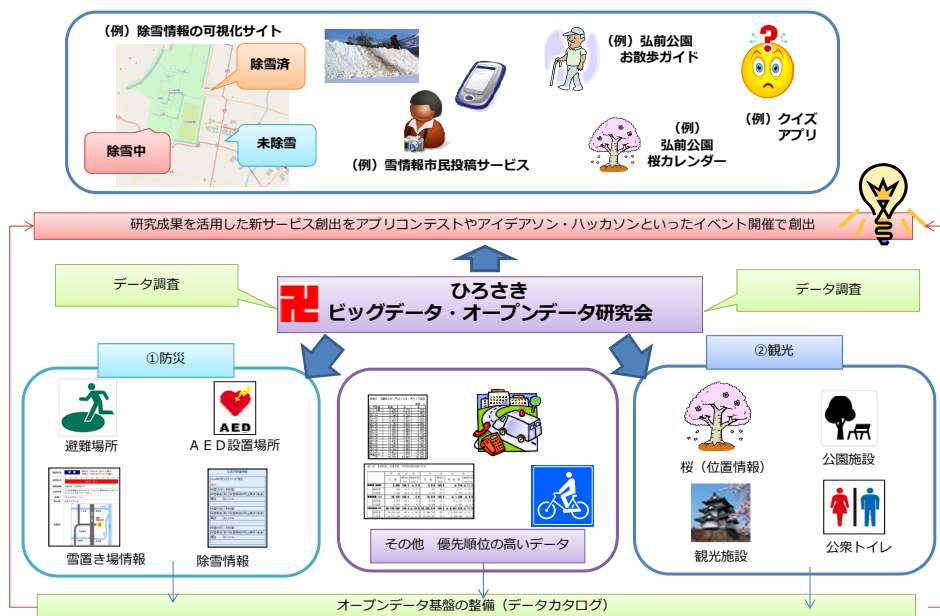 (例)除雪情報の可視化サイト
除雪済
除雪中
未除雪
(例)雪情報市民投稿サービス
(例)弘前公園
お散歩ガイド
(例)
弘前公園
桜カレンダー
(例)クイズ
アプリ
研究成果を活用した新サービス創出をアプリコンテストやアイデアソン・ハッカソンといったイベント開催で創出
データ調査
ひろさき
ビッグデータ・オープンデータ研究会
データ調査
①防災
避難場所
AED
AED設置場所
雪置き場情報
除雪情報
その他 優先順位の高いデータ
②観光
桜(位置情報)
公園施設
観光施設
公衆トイレ
オープンデータ基盤の整備(データカタログ)